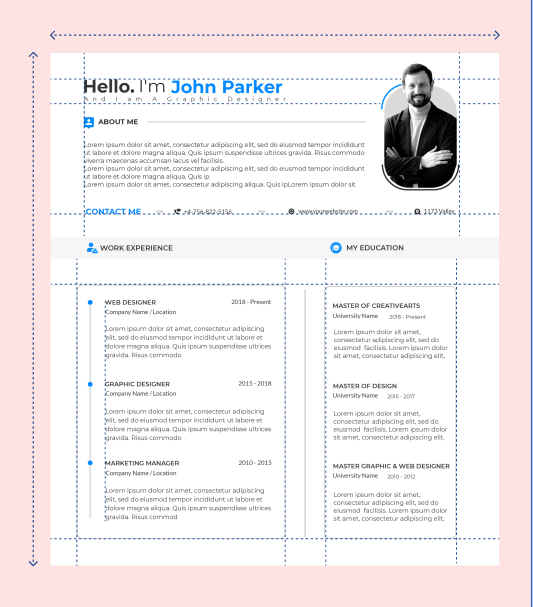 Hello. I'm John Parker
And I am A Graphic Designer
ABOUT ME
Lorem ipsum dolor sit amet, consectetur adipiscing elit, sed do eiusmod tempor incididunt
ut labore et dolore magna aliqua. Quis ipsum suspendisse ultrices gravida. Risus commodo
viverra maecenas accumsan lacus vel facilisis.
Lorem ipsum dolor sit amet, consectetur adipiscing elit, sed do eiusmod tempor incididunt
ut labore et dolore magna aliqua. Quis ip
Lorem ipsum dolor sit amet, consectetur adipiscing aliqua. Quis ipLorem ipsum dolor sit
CONTACT ME +4-756-822-5156 www.yourwebsite.com 1173 Valley
WORK EXPERIENCE
WEB DESIGNER 2018 - Present
Company Name / Location
Lorem ipsum dolor sit amet, consectetur adipiscing
elit, sed do eiusmod tempor incididunt ut labore et
dolore magna aliqua. Quis ipsum suspendisse ultrices
gravida. Risus commodo
GRAPHIC DESIGNER 2015 - 2018
Company Name / Location
Lorem ipsum dolor sit amet, consectetur adipiscing
elit, sed do eiusmod tempor incididunt ut labore et
dolore magna aliqua. Quis ipsum suspendisse ultrices
gravida. Risus commodo
MARKETING MANAGER 2010 - 2015
Company Name / Location
Lorem ipsum dolor sit amet, consectetur adipiscing
elit, sed do eiusmod tempor incididunt ut labore et
dolore magna aliqua. Quis ipsum suspendisse ultrices
gravida. Risus commod
MY EDUCATION
MASTER OF CREATIVEARTS
University Name 2018 - Present
Lorem ipsum dolor sit amet,
consectetur adipiscing elit, sed do
eiusmod facilisis. Lorem ipsum dolor
sit amet, consectetur adipiscing elit,
MASTER OF DESIGN
University Name 2015 - 2017
Lorem ipsum dolor sit amet,
consectetur adipiscing elit, sed do
eiusmod facilisis. Lorem ipsum dolor
sit amet, consectetur adipiscing elit,
MASTER GRAPHIC & WEB DESIGNER
University Name 2010 - 2012
Lorem ipsum dolor sit amet,
consectetur adipiscing elit, sed do
eiusmod facilisis. Lorem ipsum dolor
sit amet, consectetur adipiscing elit,